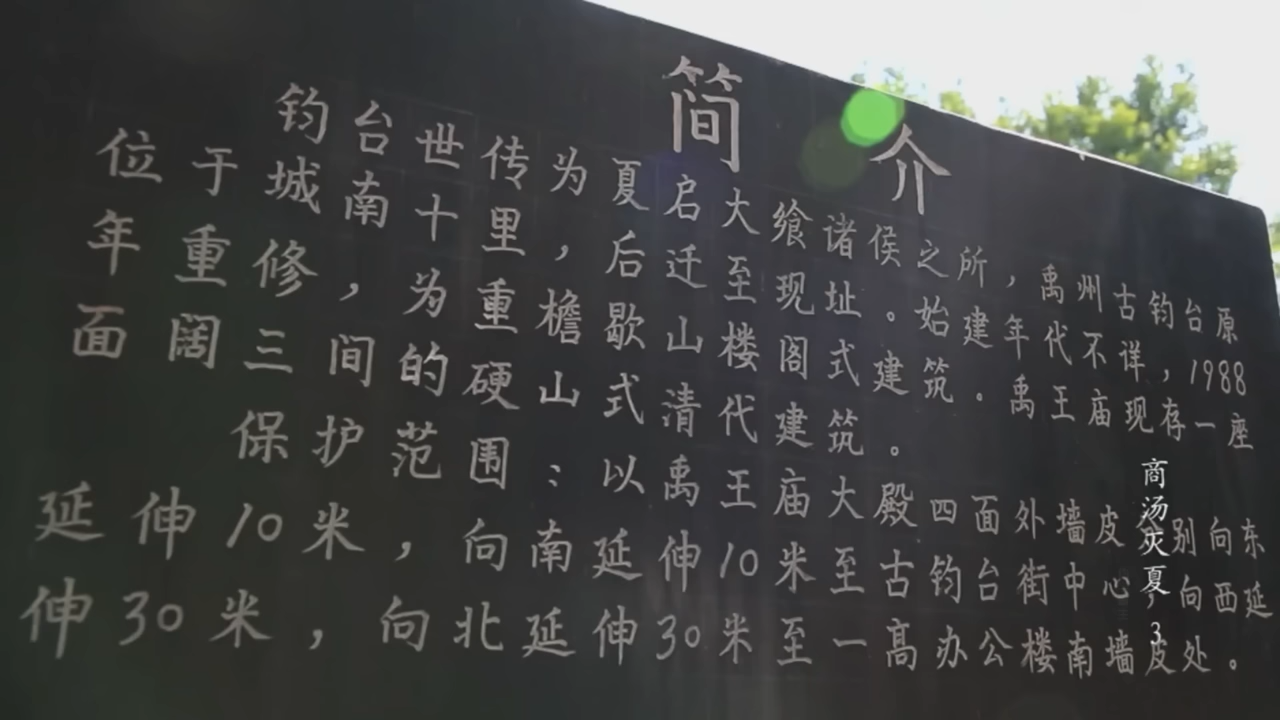 简介
钧台世传为夏启大飨诸侯之所，禹州古钧台原
位于城南十里，后迁至现址。始建年代不详，1988
年重修，为重檐歇山楼阁式建筑。禹王庙现存一座
面阔三间的硬山式清代建筑。
保护范围：以禹王庙大殿四面外墙皮别向东
延伸10米，向南延伸10米至古钧台街中心，向西延
伸30米，向北延伸30米至一高办公楼南墙皮处。
商汤灭夏 3